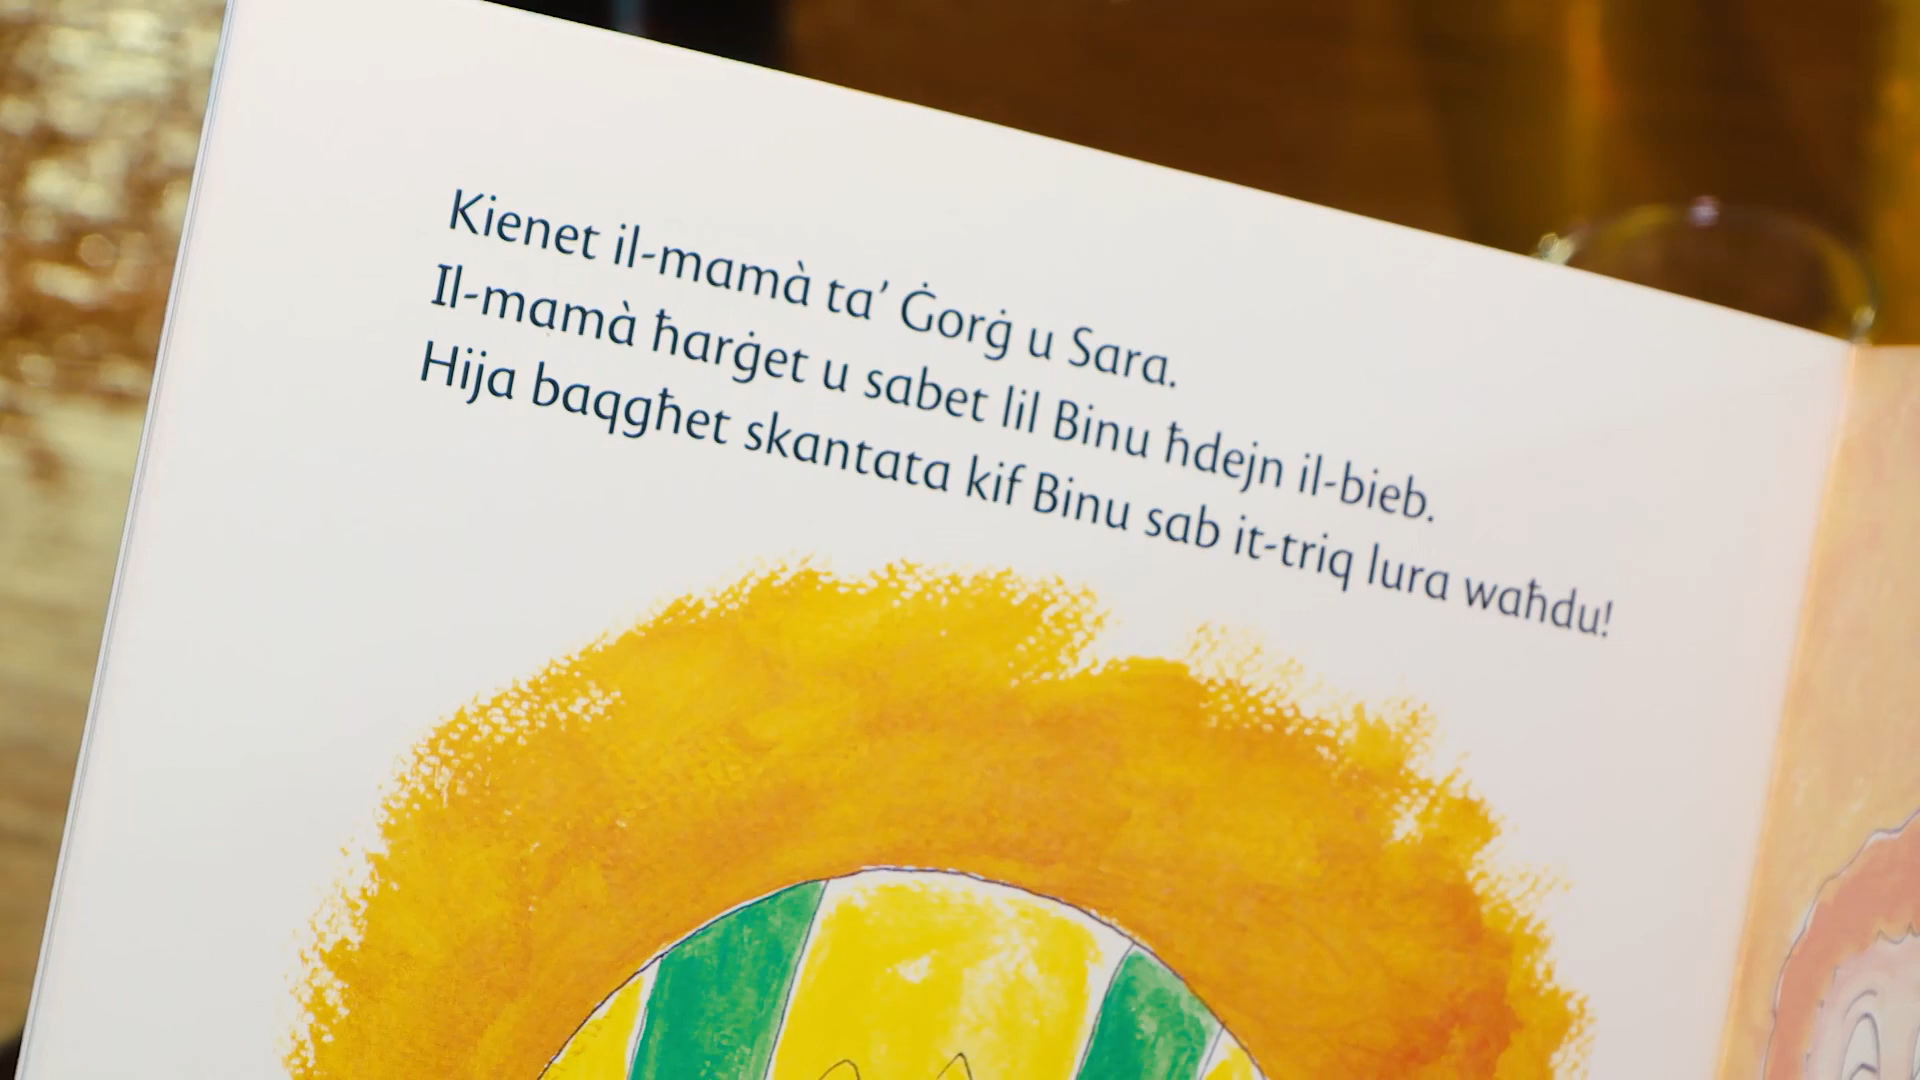 Kienet il-mamà ta’ Ġorġ u Sara.
Il-mamà ħarġet u sabet lil Binu ħdejn il-bieb.
Hija baqgħet skantata kif Binu sab it-triq lura waħdu!